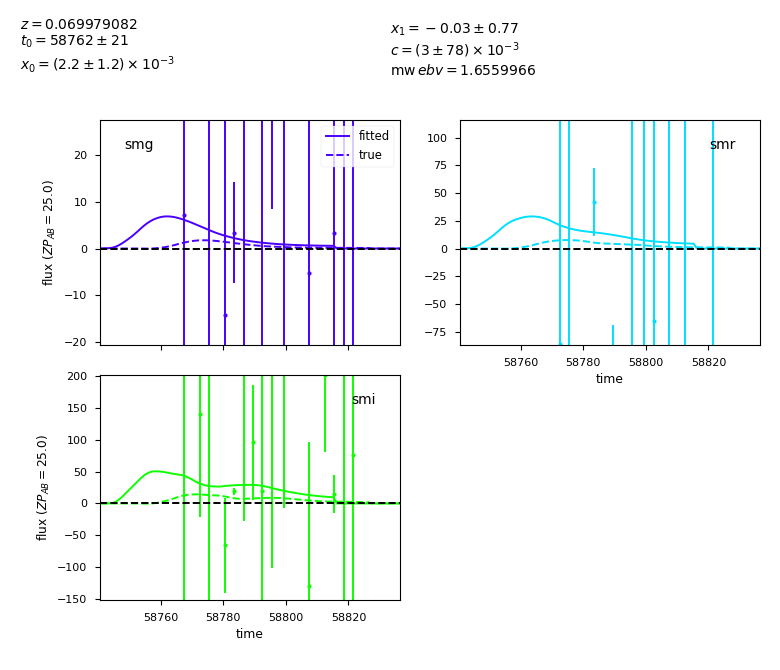 z = 0.069979082
t₀ = 58762 ± 21
x₀ = (2.2 ± 1.2) × 10⁻³
x₁ = −0.03 ± 0.77
c = (3 ± 78) × 10⁻³
mw ebv = 1.6559966
smg
fitted
true
20
10
0
−10
−20
flux (ZP_AB = 25.0)
smr
100
75
50
25
0
−25
−50
−75
58760 58780 58800 58820
time
smi
200
150
100
50
0
−50
−100
−150
flux (ZP_AB = 25.0)
58760 58780 58800 58820
time